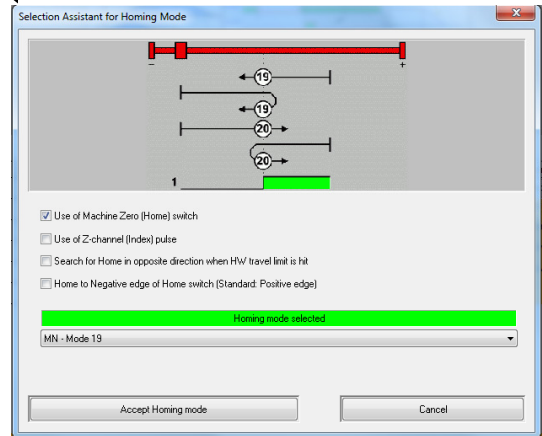 Selection Assistant for Homing Mode
- +
19
19
20
20
1
Use of Machine Zero (Home) switch
Use of Z-channel (Index) pulse
Search for Home in opposite direction when HW travel limit is hit
Home to Negative edge of Home switch (Standard: Positive edge)
Homing mode selected
MN - Mode 19
Accept Homing mode Cancel